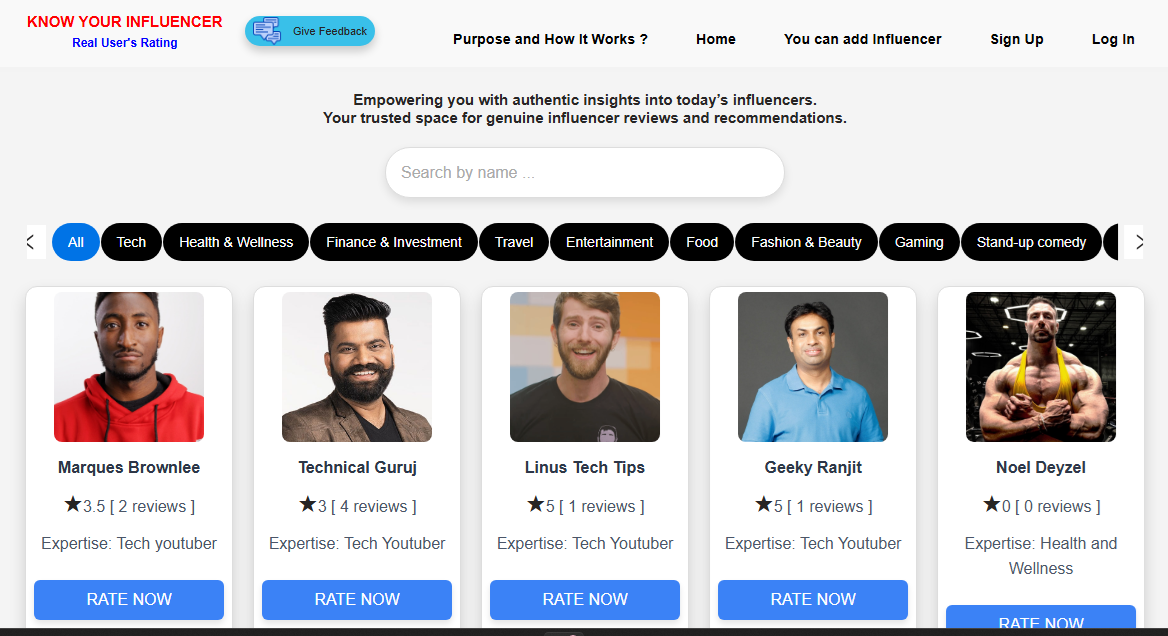 KNOW YOUR INFLUENCER
Real User's Rating
Give Feedback
Purpose and How It Works ?
Home
You can add Influencer
Sign Up
Log In
Empowering you with authentic insights into today’s influencers.
Your trusted space for genuine influencer reviews and recommendations.
Search by name ...
All
Tech
Health & Wellness
Finance & Investment
Travel
Entertainment
Food
Fashion & Beauty
Gaming
Stand-up comedy
Marques Brownlee
★3.5 [ 2 reviews ]
Expertise: Tech youtuber
RATE NOW
Technical Guruj
★3 [ 4 reviews ]
Expertise: Tech Youtuber
RATE NOW
Linus Tech Tips
★5 [ 1 reviews ]
Expertise: Tech Youtuber
RATE NOW
Geeky Ranjit
★5 [ 1 reviews ]
Expertise: Tech Youtuber
RATE NOW
Noel Deyzel
★0 [ 0 reviews ]
Expertise: Health and
Wellness
RATE NOW